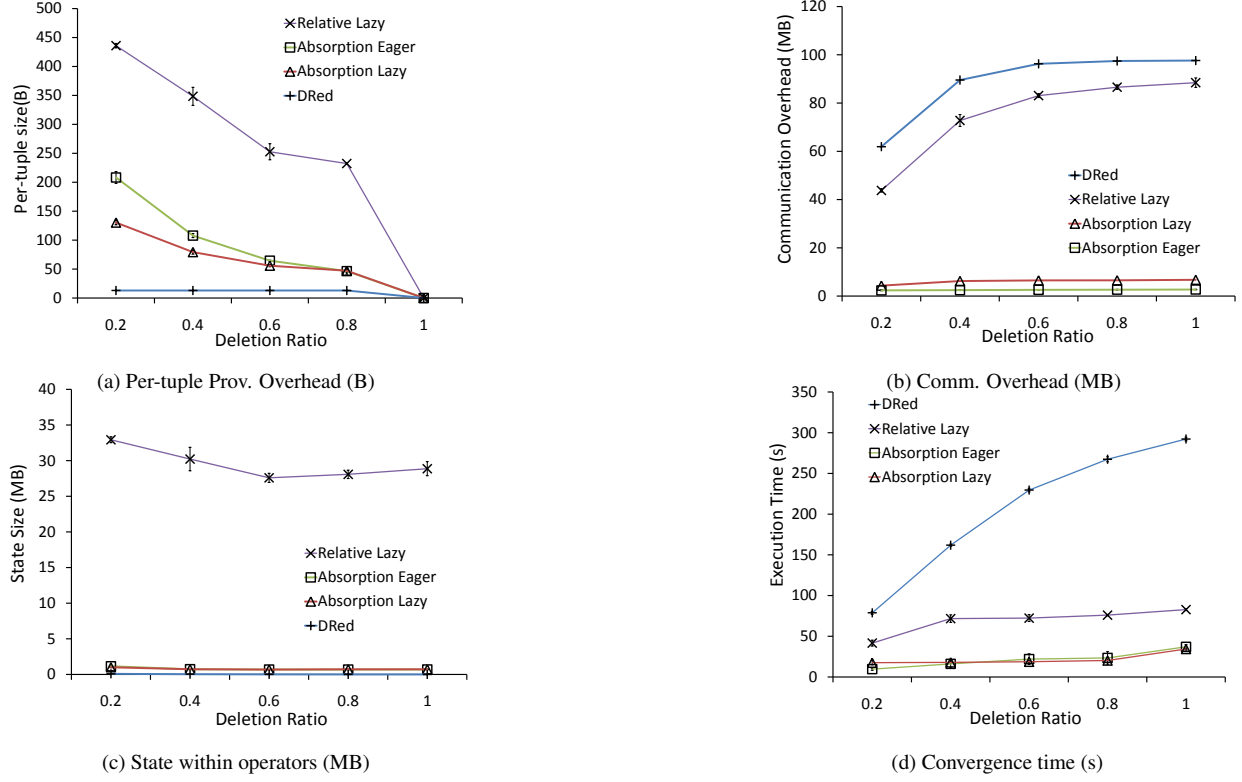 500
450
400
350
300
250
200
150
100
50
0
Per-tuple size(B)
Relative Lazy
Absorption Eager
Absorption Lazy
DRed
0.2 0.4 0.6 0.8 1
Deletion Ratio
(a) Per-tuple Prov. Overhead (B)
120
100
80
60
40
20
0
Communication Overhead (MB)
DRed
Relative Lazy
Absorption Lazy
Absorption Eager
0.2 0.4 0.6 0.8 1
Deletion Ratio
(b) Comm. Overhead (MB)
40
35
30
25
20
15
10
5
0
State Size (MB)
Relative Lazy
Absorption Eager
Absorption Lazy
DRed
0.2 0.4 0.6 0.8 1
Deletion Ratio
(c) State within operators (MB)
350
300
250
200
150
100
50
0
Execution Time (s)
DRed
Relative Lazy
Absorption Eager
Absorption Lazy
0.2 0.4 0.6 0.8 1
Deletion Ratio
(d) Convergence time (s)